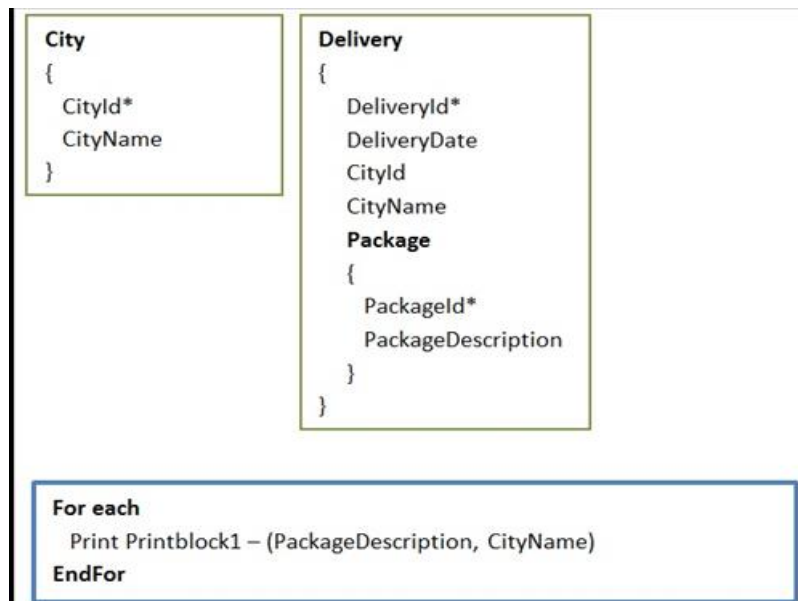 City
{
CityId*
CityName
}
Delivery
{
DeliveryId*
DeliveryDate
CityId
CityName
Package
{
PackageId*
PackageDescription
}
}
For each
Print Printblock1 – (PackageDescription, CityName)
EndFor